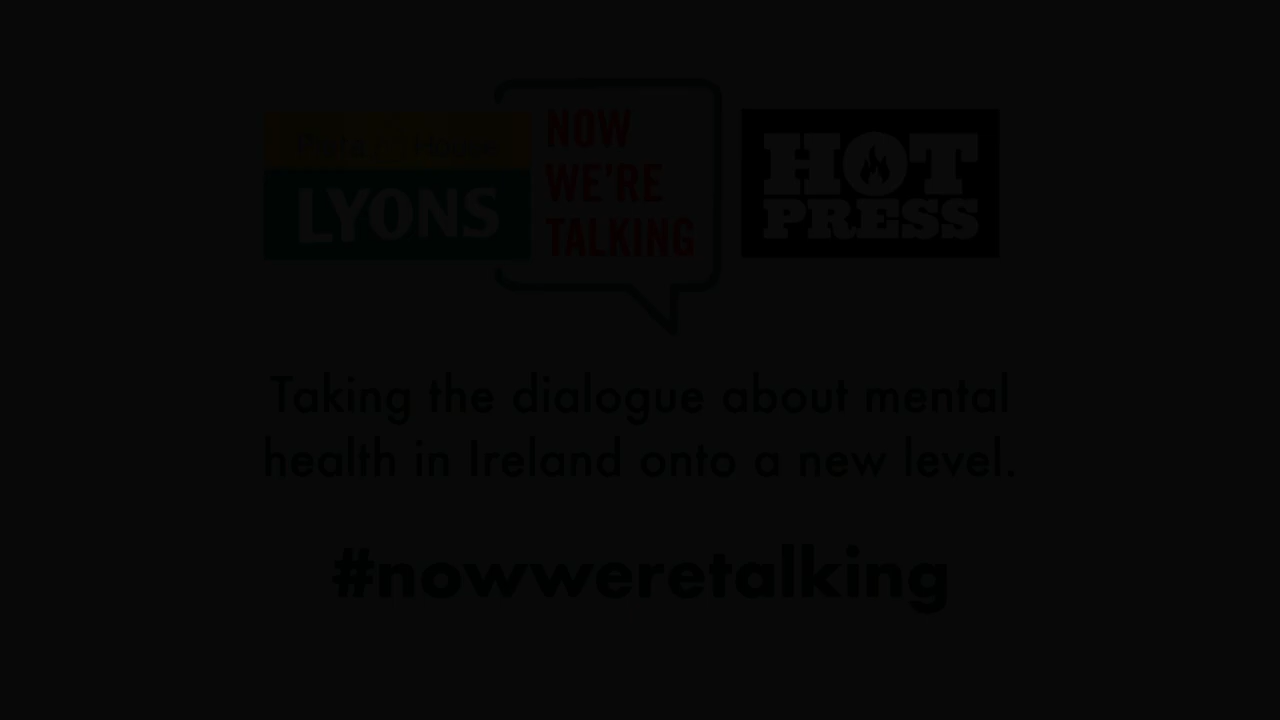 LYONS
NOW
WE'RE
TALKING
HOT
PRESS
Taking the dialogue about mental
health in Ireland onto a new level.
#nowweretalking